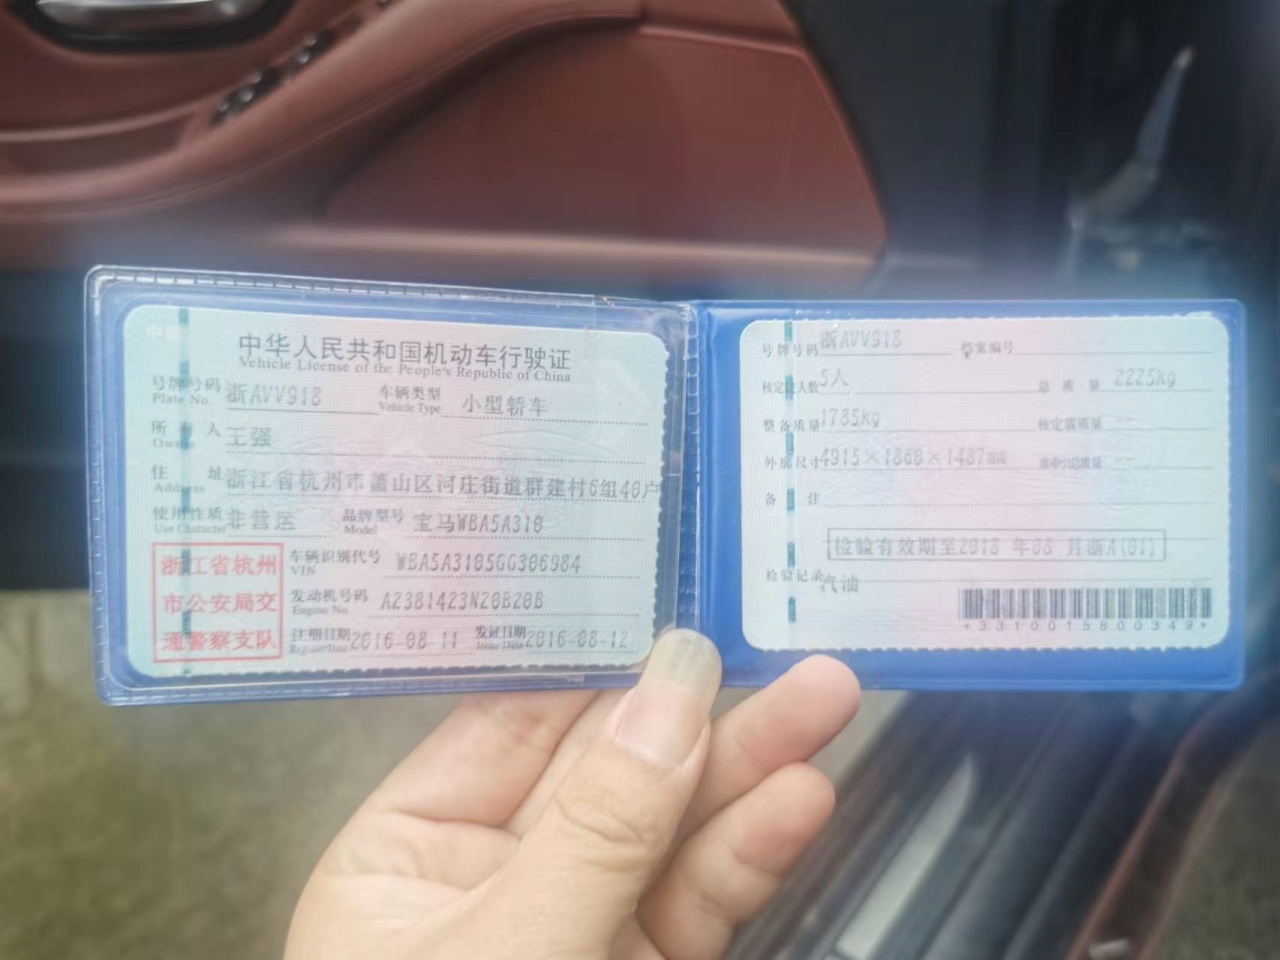 中华人民共和国机动车行驶证
Vehicle License of the People's Republic of China
号牌号码 浙AVV918 车辆类型 小型轿车
Plate No. Vehicle Type
所有人 王强
Owner
住址 浙江省杭州市萧山区河庄街道群建村6组40户
Address
使用性质 非营运 品牌型号 宝马WBA5A310
Use Character Model
浙江省杭州
市公安局交
通警察支队
车辆识别代号 WBA5A3105GG306984
VIN
发动机号码 A2381423N20B20B
Engine No.
注册日期 2016-08-11 发证日期 2016-08-12
Register Date Issue Date
号牌号码 浙AVV918 档案编号
核定载人数 5人 总质量 2225kg
整备质量 1785kg 核定载质量 --
外廓尺寸 4915×1860×1487 准牵引总质量 --
备注
检验有效期至2018 年08 月浙A(01)
检验记录
汽油
*3310015800349*